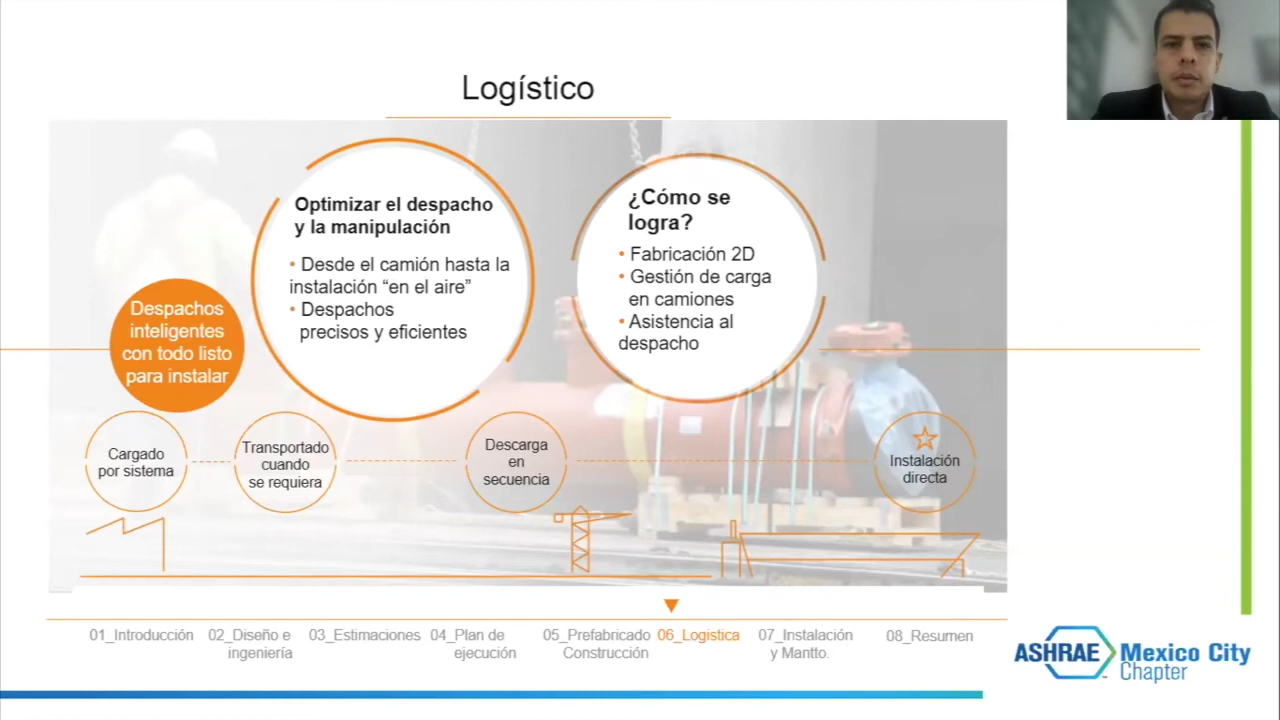 Logístico
Optimizar el despacho
y la manipulación
• Desde el camión hasta la
instalación “en el aire”
• Despachos
precisos y eficientes
¿Cómo se
logra?
• Fabricación 2D
• Gestión de carga
en camiones
• Asistencia al
despacho
Despachos
inteligentes
con todo listo
para instalar
Cargado
por sistema
Transportado
cuando
se requiera
Descarga
en
secuencia
Instalación
directa
01_Introducción
02_Diseño e
ingeniería
03_Estimaciones
04_Plan de
ejecución
05_Prefabricado
Construcción
06_Logistica
07_Instalación
y Mantto.
08_Resumen
ASHRAE Mexico City
Chapter